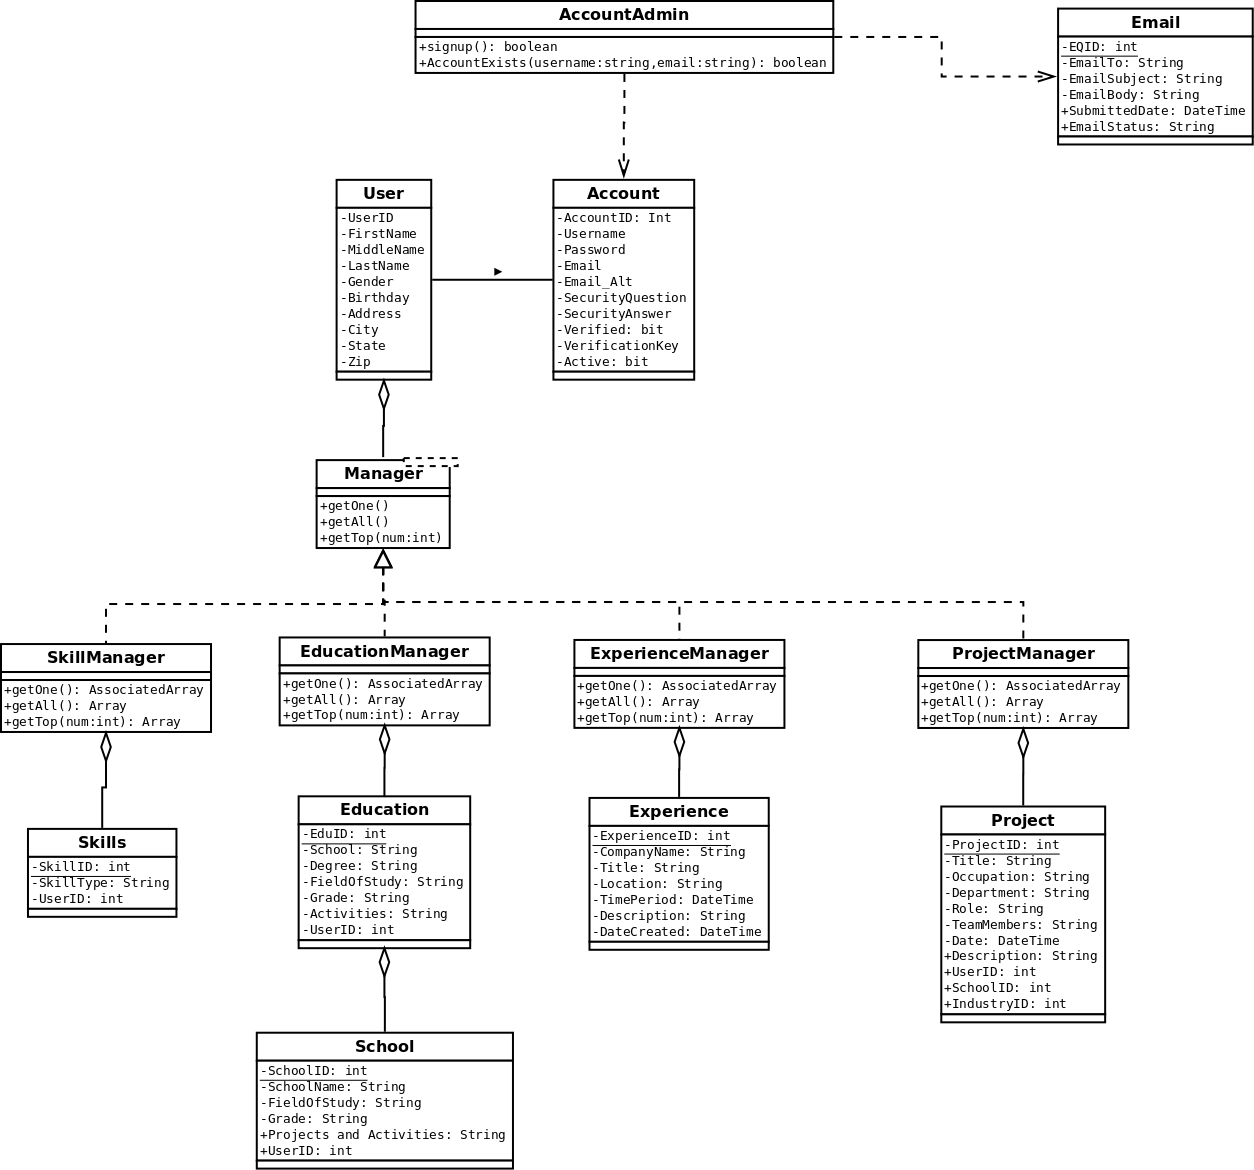 AccountAdmin
+signup(): boolean
+AccountExists(username:string,email:string): boolean
Email
-EQID: int
-EmailTo: String
-EmailSubject: String
-EmailBody: String
+SubmittedDate: DateTime
+EmailStatus: String
User
-UserID
-FirstName
-MiddleName
-LastName
-Gender
-Birthday
-Address
-City
-State
-Zip
Account
-AccountID: Int
-Username
-Password
-Email
-Email_Alt
-SecurityQuestion
-SecurityAnswer
-Verified: bit
-VerificationKey
-Active: bit
Manager
+getOne()
+getAll()
+getTop(num:int)
SkillManager
+getOne(): AssociatedArray
+getAll(): Array
+getTop(num:int): Array
EducationManager
+getOne(): AssociatedArray
+getAll(): Array
+getTop(num:int): Array
ExperienceManager
+getOne(): AssociatedArray
+getAll(): Array
+getTop(num:int): Array
ProjectManager
+getOne(): AssociatedArray
+getAll(): Array
+getTop(num:int): Array
Skills
-SkillID: int
-SkillType: String
-UserID: int
Education
-EduID: int
-School: String
-Degree: String
-FieldOfStudy: String
-Grade: String
-Activities: String
-UserID: int
Experience
-ExperienceID: int
-CompanyName: String
-Title: String
-Location: String
-TimePeriod: DateTime
-Description: String
-DateCreated: DateTime
Project
-ProjectID: int
-Title: String
-Occupation: String
-Department: String
-Role: String
-TeamMembers: String
-Date: DateTime
+Description: String
+UserID: int
+SchoolID: int
+IndustryID: int
School
-SchoolID: int
-SchoolName: String
-FieldOfStudy: String
-Grade: String
+Projects and Activities: String
+UserID: int